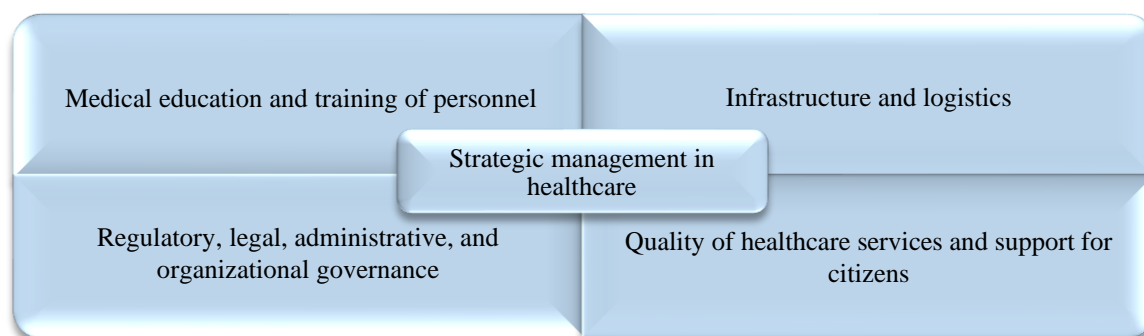 Medical education and training of personnel
Infrastructure and logistics
Strategic management in
healthcare
Regulatory, legal, administrative, and
organizational governance
Quality of healthcare services and support for
citizens